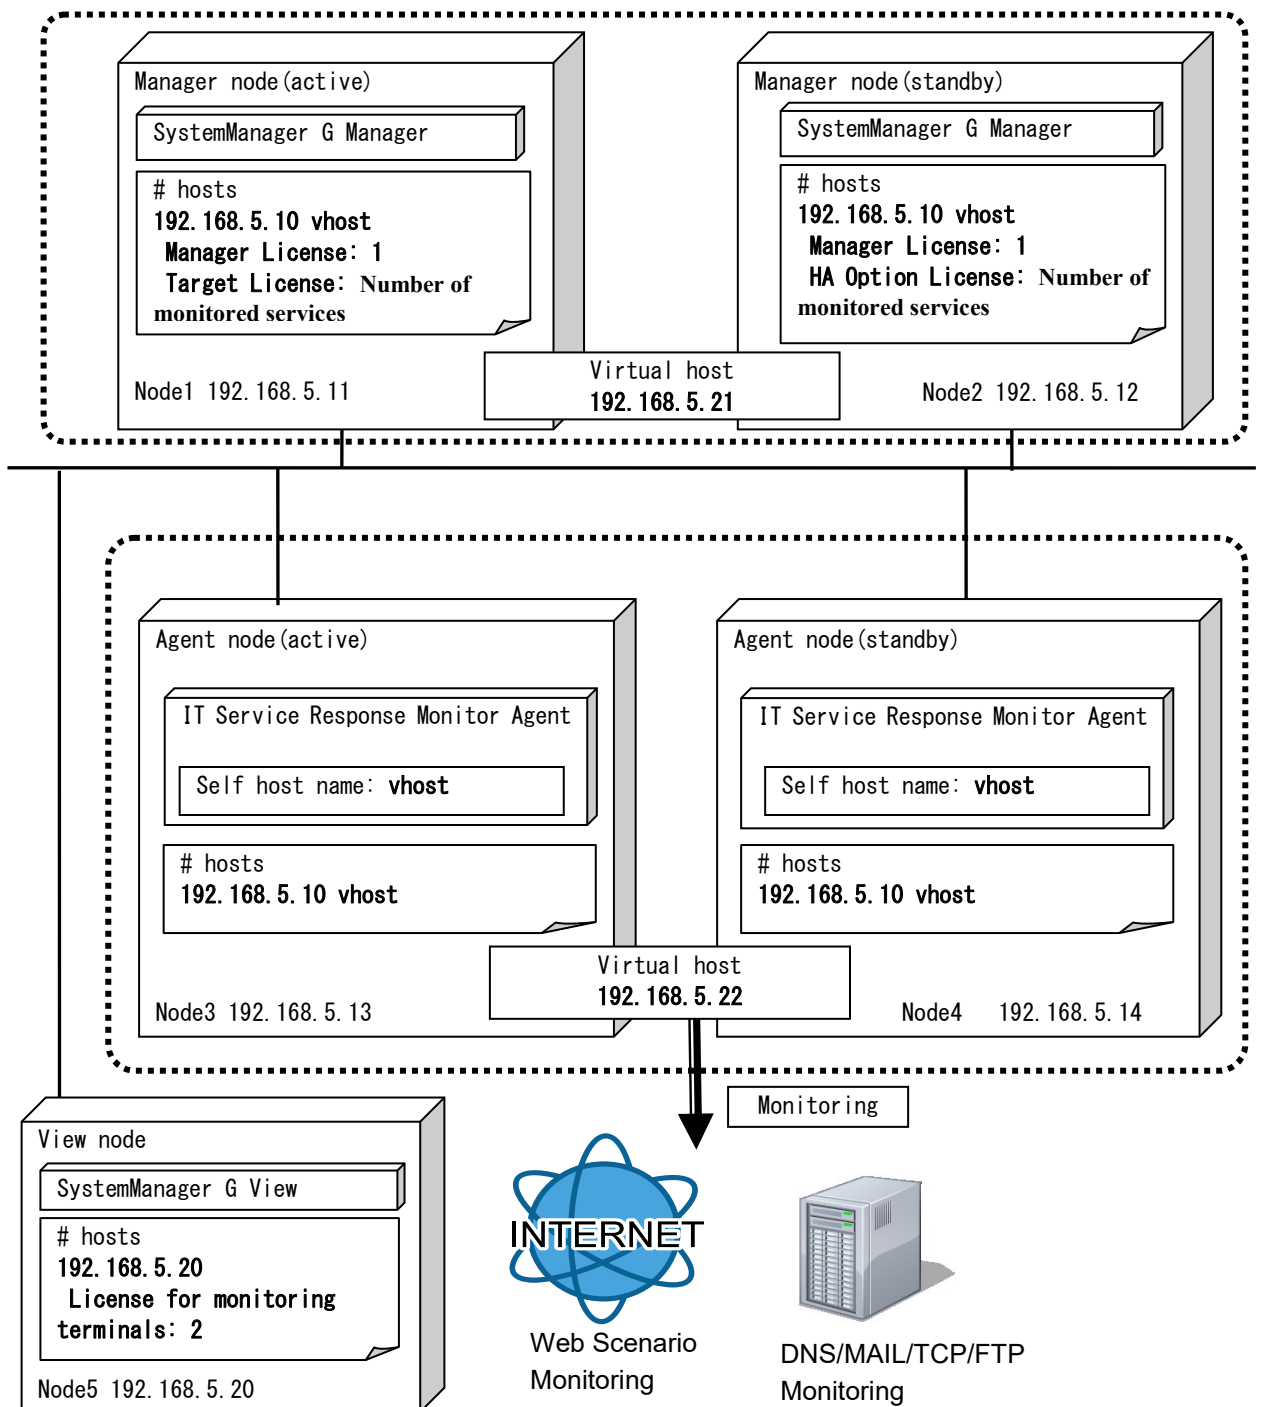 Manager node(active)
SystemManager G Manager
# hosts
192.168.5.10 vhost
Manager License: 1
Target License: Number of
monitored services
Node1 192.168.5.11
Manager node(standby)
SystemManager G Manager
# hosts
192.168.5.10 vhost
Manager License: 1
HA Option License: Number of
monitored services
Node2 192.168.5.12
Virtual host
192.168.5.21
Agent node(active)
IT Service Response Monitor Agent
Self host name: vhost
# hosts
192.168.5.10 vhost
Node3 192.168.5.13
Agent node(standby)
IT Service Response Monitor Agent
Self host name: vhost
# hosts
192.168.5.10 vhost
Node4 192.168.5.14
Virtual host
192.168.5.22
Monitoring
View node
SystemManager G View
# hosts
192.168.5.20
License for monitoring
terminals: 2
Node5 192.168.5.20
INTERNET
Web Scenario
Monitoring
DNS/MAIL/TCP/FTP
Monitoring